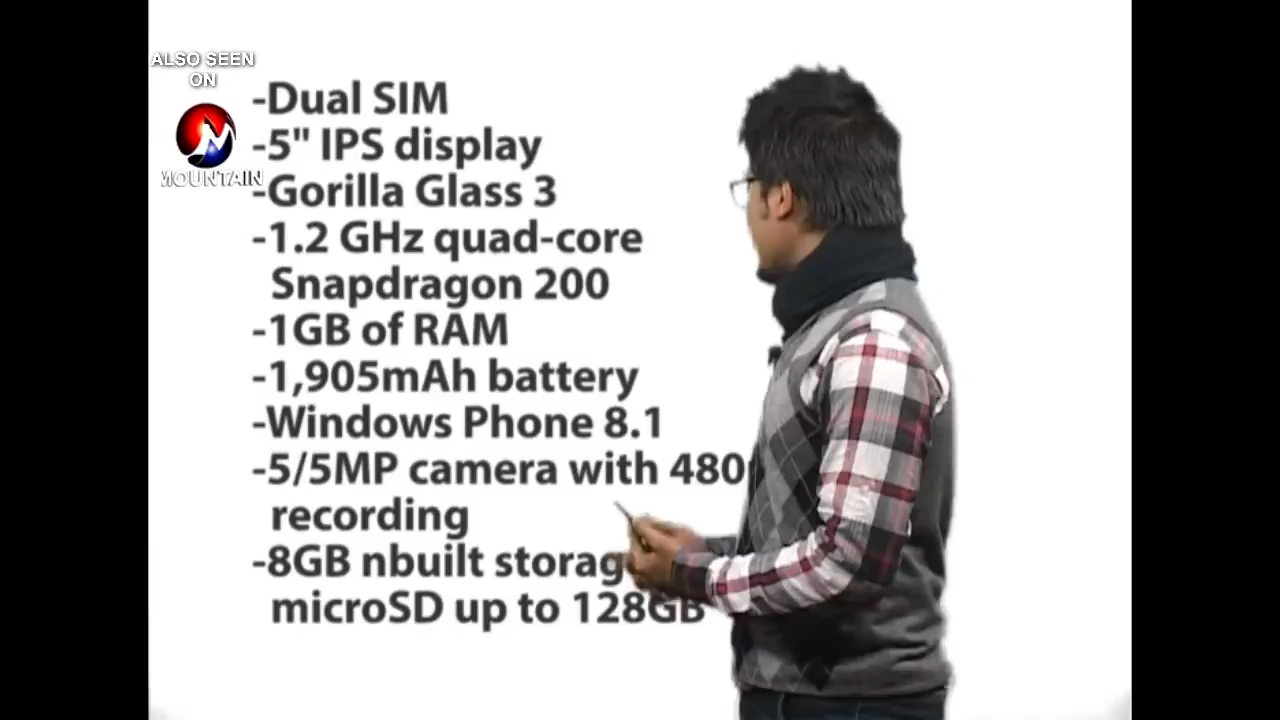 ALSO SEEN
ON
MOUNTAIN
-Dual SIM
-5" IPS display
-Gorilla Glass 3
-1.2 GHz quad-core
Snapdragon 200
-1GB of RAM
-1,905mAh battery
-Windows Phone 8.1
-5/5MP camera with 480
recording
-8GB nbuilt storag
microSD up to 128GB